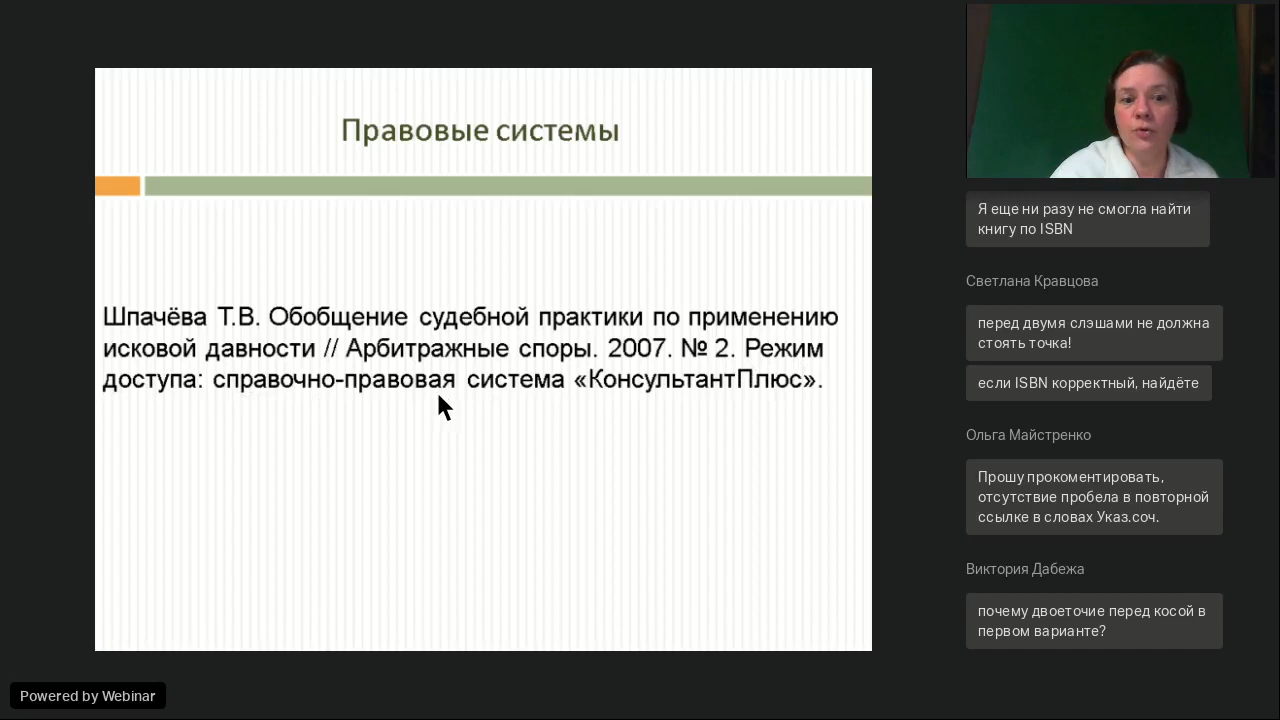 Правовые системы
Шпачёва Т.В. Обобщение судебной практики по применению
исковой давности // Арбитражные споры. 2007. № 2. Режим
доступа: справочно-правовая система «КонсультантПлюс».
Я еще ни разу не смогла найти
книгу по ISBN
Светлана Кравцова
перед двумя слэшами не должна
стоять точка!
если ISBN корректный, найдёте
Ольга Майстренко
Прошу прокоментировать,
отсутствие пробела в повторной
ссылке в словах Указ.соч.
Виктория Дабежа
почему двоеточие перед косой в
первом варианте?
Powered by Webinar